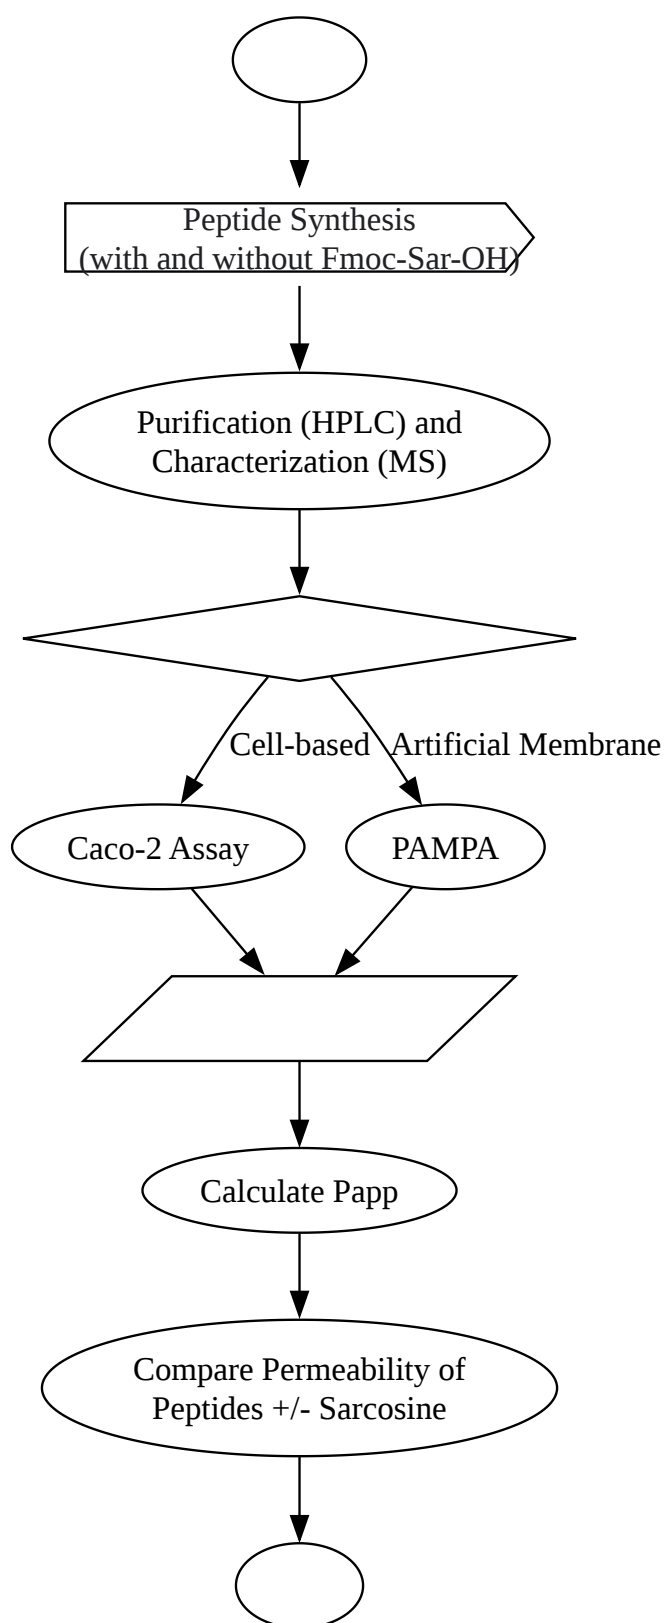 Peptide Synthesis
(with and without Fmoc-Sar-OH)
Purification (HPLC) and
Characterization (MS)
Cell-based
Artificial Membrane
Caco-2 Assay
PAMPA
Calculate Papp
Compare Permeability of
Peptides +/- Sarcosine